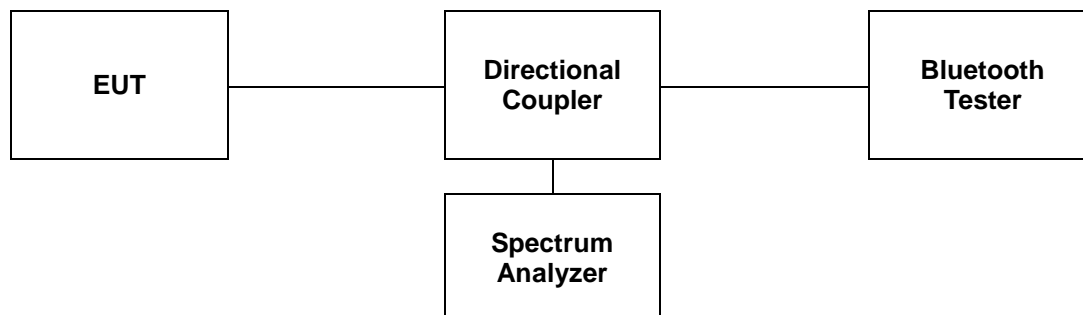 EUT
Directional
Coupler
Bluetooth
Tester
Spectrum
Analyzer